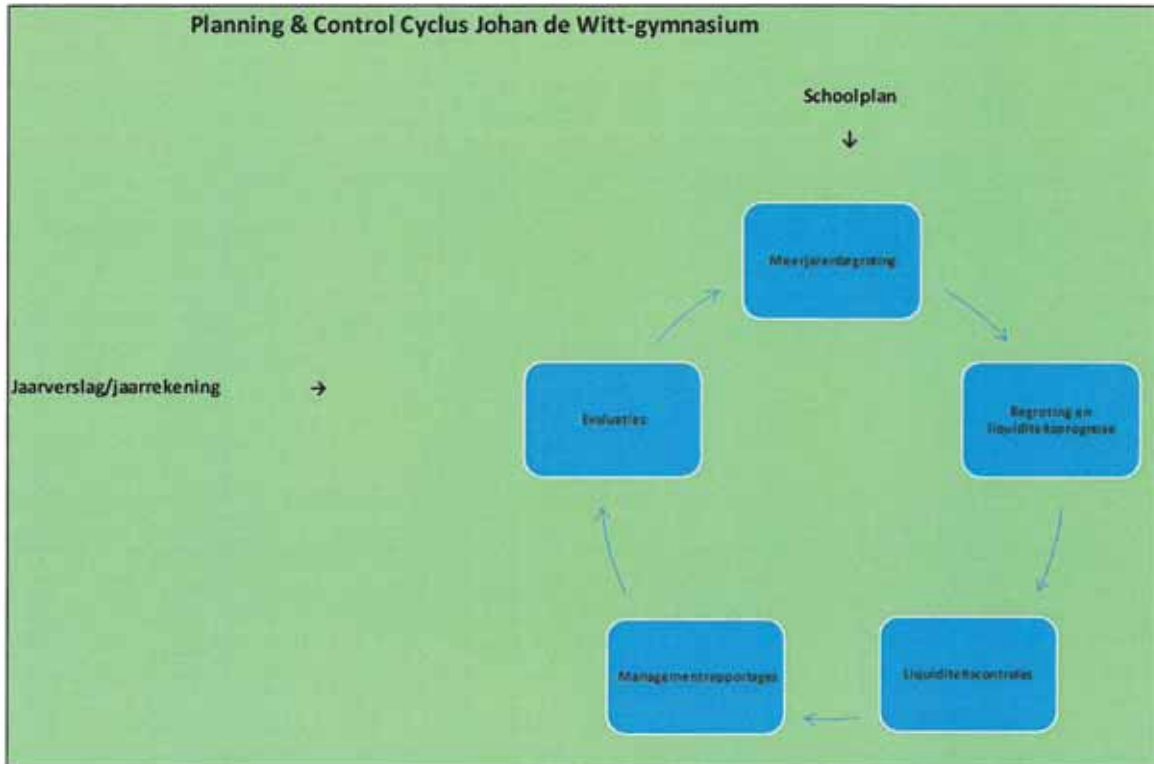 Planning & Control Cyclus Johan de Witt-gymnasium
Schoolplan
↓
Meerjarenbegroting
Jaarverslag/jaarrekening →
Evaluaties
Begroting en
liquiditeitsprognose
Managementrapportages
Liquiditeitscontroles